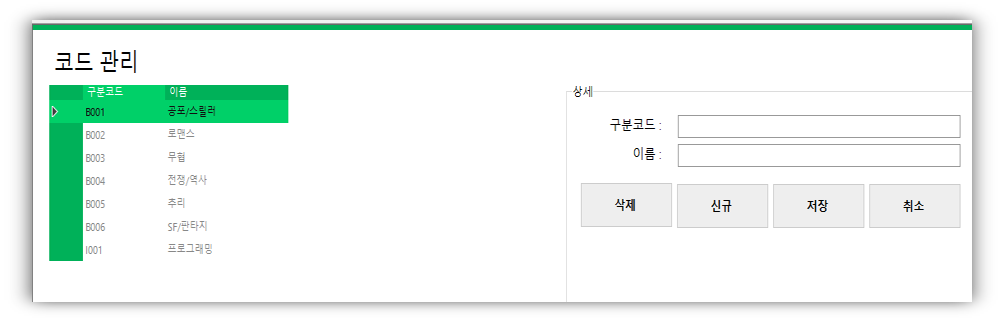 코드 관리
구분코드 이름
B001 공포/스릴러
B002 로맨스
B003 무협
B004 전쟁/역사
B005 추리
B006 SF/판타지
I001 프로그래밍
상세
구분코드 :
이름 :
삭제 신규 저장 취소